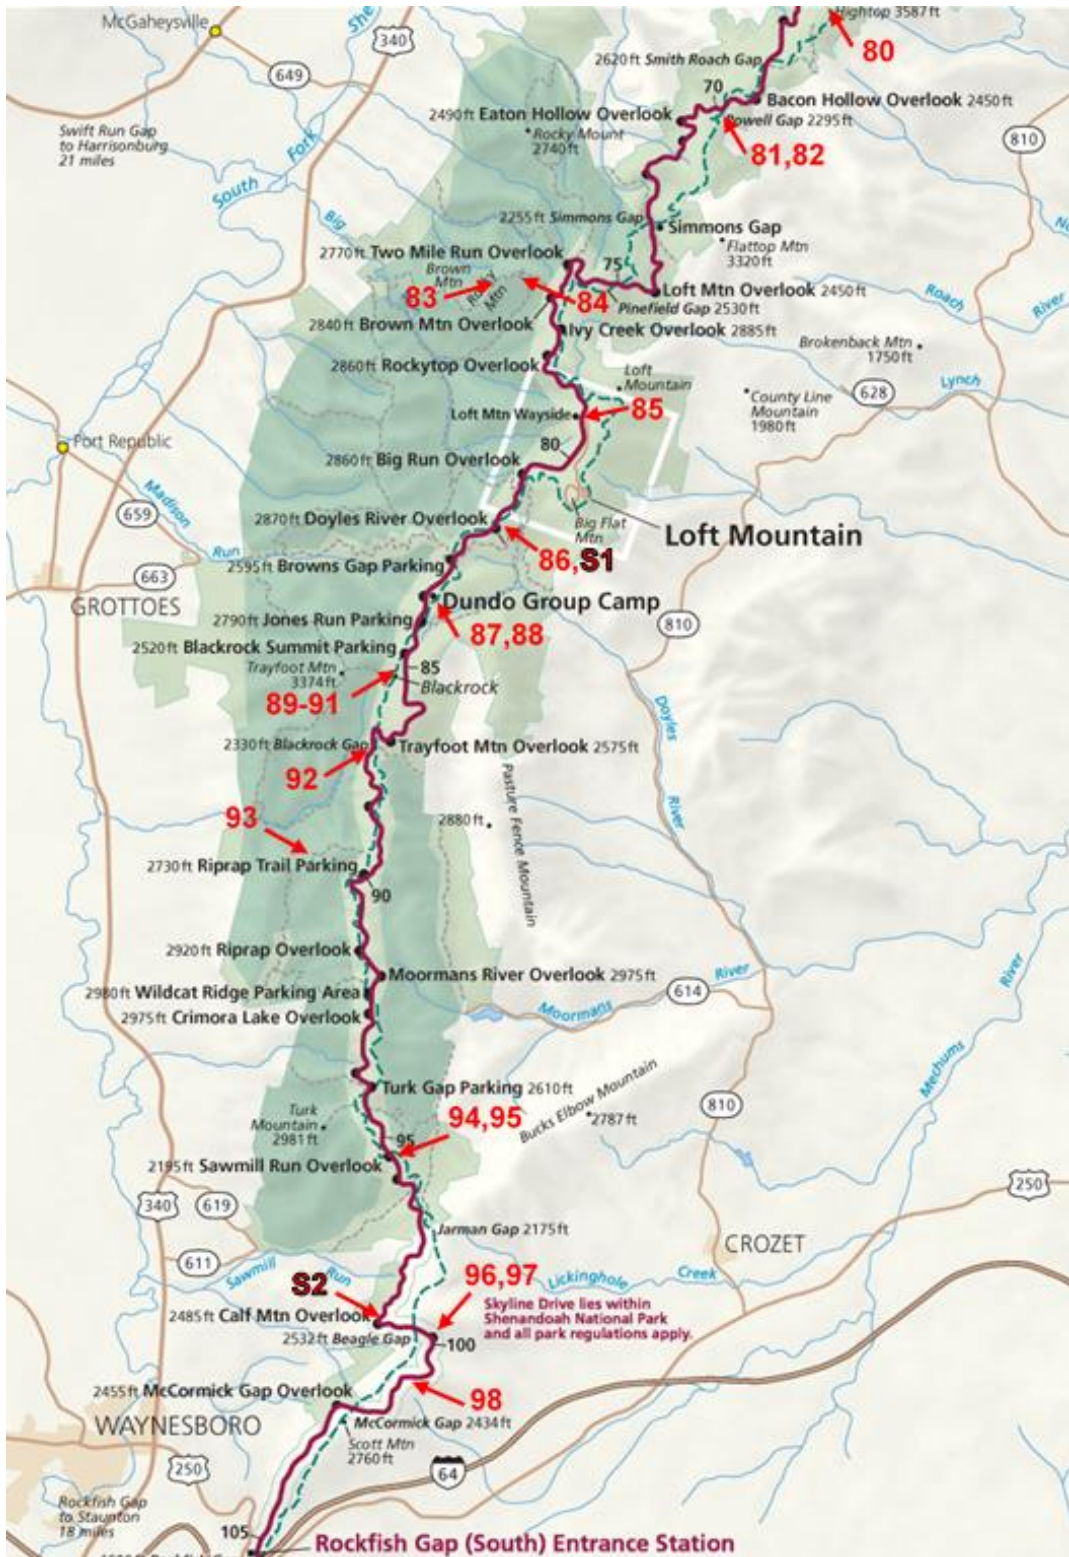 McGaheysville
340
649
Hightop 3587 ft
80
2620 ft Smith Roach Gap
70
Bacon Hollow Overlook 2450 ft
2490 ft Eaton Hollow Overlook
Powell Gap 2295 ft
Rocky Mount
2740 ft
810
81,82
Swift Run Gap
to Harrisonburg
21 miles
South Fork
Big
2255 ft Simmons Gap
Simmons Gap
Flattop Mtn
3320 ft
2770 ft Two Mile Run Overlook
Brown
Mtn
75
83
Rocky
Mtn
84
Loft Mtn Overlook 2450 ft
Pinefield Gap 2530 ft
Roach
River
2840 ft Brown Mtn Overlook
Ivy Creek Overlook 2885 ft
Brokenback Mtn
1750 ft
2860 ft Rockytop Overlook
Loft
Mountain
County Line
Mountain
1980 ft
628
Lynch
Loft Mtn Wayside
85
80
Port Republic
2860 ft Big Run Overlook
Madison
Run
659
2870 ft Doyles River Overlook
Big Flat
Mtn
Loft Mountain
86,S1
2595 ft Browns Gap Parking
663
GROTTOES
Dundo Group Camp
2790 ft Jones Run Parking
87,88
810
2520 ft Blackrock Summit Parking
Trayfoot Mtn
3374 ft
85
Blackrock
89-91
Doyles
River
2330 ft Blackrock Gap
Trayfoot Mtn Overlook 2575 ft
92
Pasture Fence Mountain
93
2880 ft
2730 ft Riprap Trail Parking
90
2920 ft Riprap Overlook
Moormans River Overlook 2975 ft
River
Moormans
614
2980 ft Wildcat Ridge Parking Area
2975 ft Crimora Lake Overlook
River
Mechums
Turk Gap Parking 2610 ft
Bucks Elbow Mountain
2787 ft
810
Turk
Mountain
2981 ft
94,95
95
2195 ft Sawmill Run Overlook
250
340
619
Jarman Gap 2175 ft
CROZET
611
Sawmill
Run
S2
96,97
Lickinghole
Creek
Skyline Drive lies within
Shenandoah National Park
and all park regulations apply.
2485 ft Calf Mtn Overlook
2532 ft Beagle Gap
100
2455 ft McCormick Gap Overlook
98
WAYNESBORO
McCormick Gap 2434 ft
Scott Mtn
2760 ft
250
64
Rockfish Gap
to Staunton
18 miles
105
Rockfish Gap (South) Entrance Station